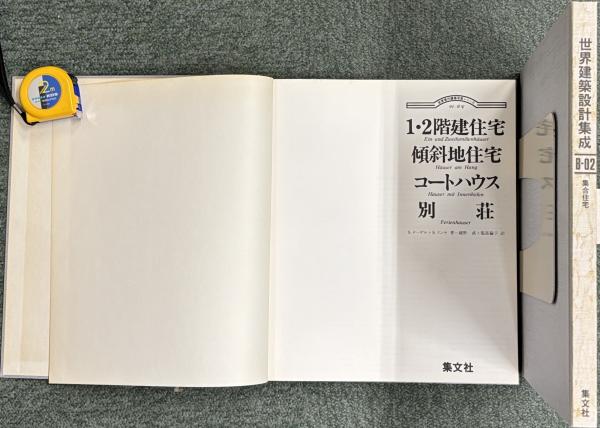 2m
1・2階建住宅
Ein und Zweifamilienhäuser
傾斜地住宅
Häuser am Hang
コートハウス
Häuser mit Innenhöfen
別 荘
Ferienhäuser
集文社
世界建築設計集成
B-02
集合住宅
集文社